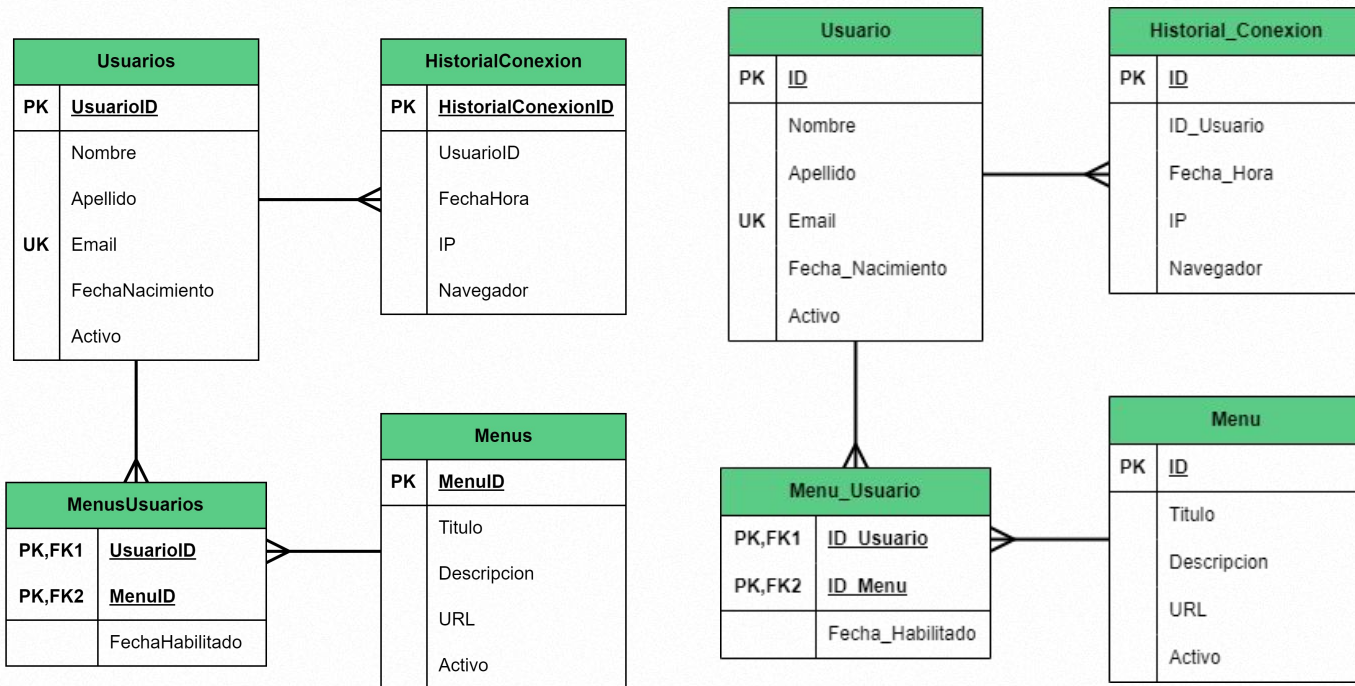 Usuarios
PK UsuarioID
Nombre
Apellido
UK Email
FechaNacimiento
Activo
HistorialConexion
PK HistorialConexionID
UsuarioID
FechaHora
IP
Navegador
MenusUsuarios
PK,FK1 UsuarioID
PK,FK2 MenuID
FechaHabilitado
Menus
PK MenuID
Titulo
Descripcion
URL
Activo
Usuario
PK ID
Nombre
Apellido
UK Email
Fecha_Nacimiento
Activo
Historial_Conexion
PK ID
ID_Usuario
Fecha_Hora
IP
Navegador
Menu_Usuario
PK,FK1 ID_Usuario
PK,FK2 ID_Menu
Fecha_Habilitado
Menu
PK ID
Titulo
Descripcion
URL
Activo